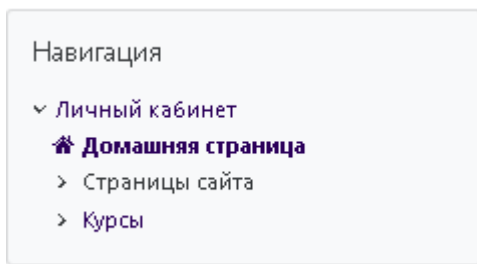 Навигация
Личный кабинет
Домашняя страница
Страницы сайта
Курсы